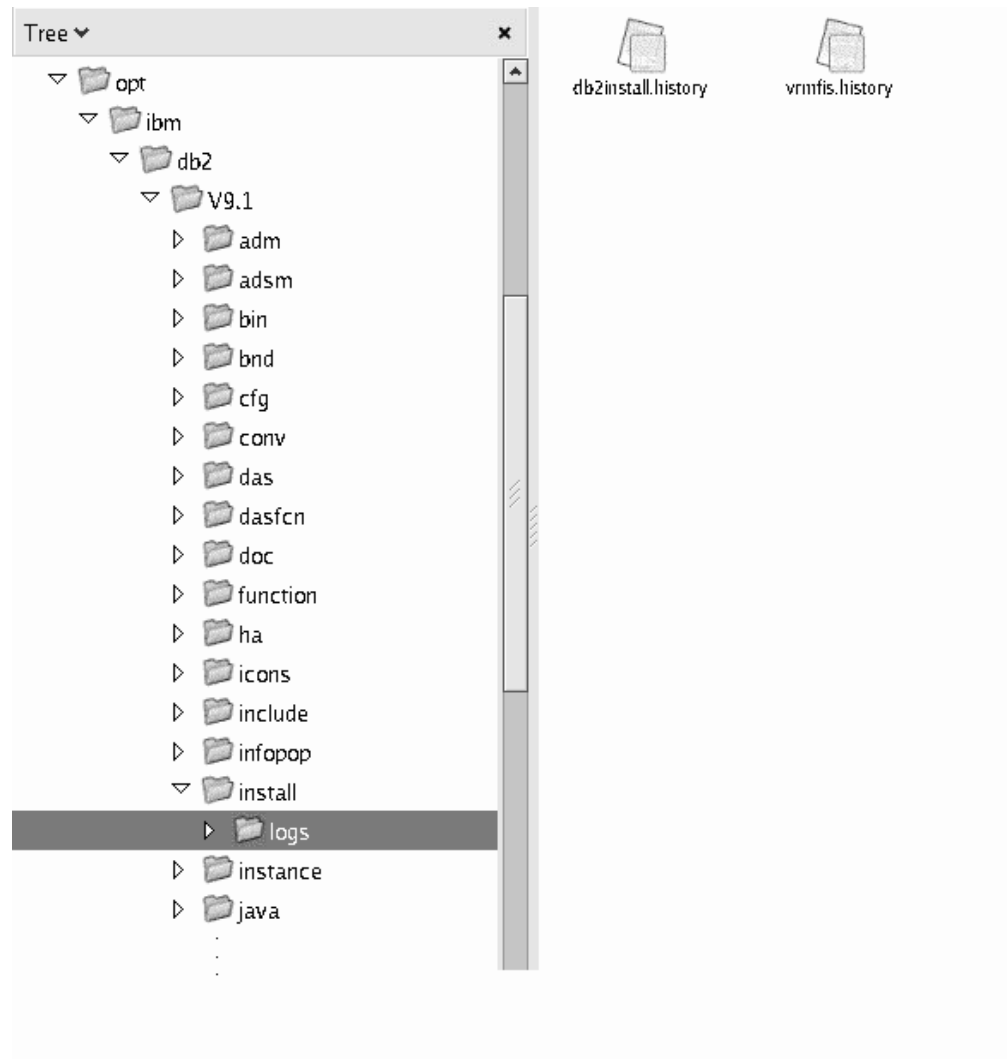 Tree
opt
ibm
db2
V9.1
adm
adsm
bin
bnd
cfg
conv
das
dasfcn
doc
function
ha
icons
include
infopop
install
logs
instance
java
db2install.history
vrmfis.history